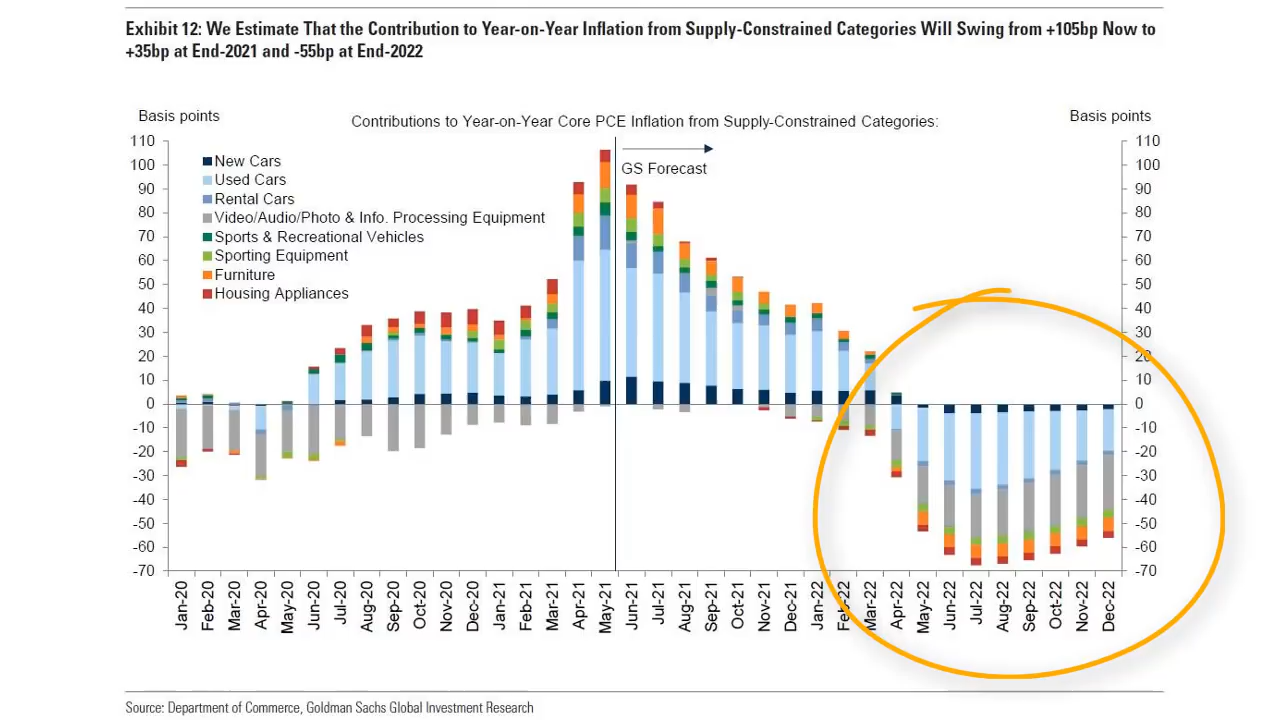 Exhibit 12: We Estimate That the Contribution to Year-on-Year Inflation from Supply-Constrained Categories Will Swing from +105bp Now to
+35bp at End-2021 and -55bp at End-2022
Basis points
Basis points
Contributions to Year-on-Year Core PCE Inflation from Supply-Constrained Categories:
GS Forecast
New Cars
Used Cars
Rental Cars
Video/Audio/Photo & Info. Processing Equipment
Sports & Recreational Vehicles
Sporting Equipment
Furniture
Housing Appliances
110
100
90
80
70
60
50
40
30
20
10
0
-10
-20
-30
-40
-50
-60
-70
110
100
90
80
70
60
50
40
30
20
10
0
-10
-20
-30
-40
-50
-60
-70
Jan-20
Feb-20
Mar-20
Apr-20
May-20
Jun-20
Jul-20
Aug-20
Sep-20
Oct-20
Nov-20
Dec-20
Jan-21
Feb-21
Mar-21
Apr-21
May-21
Jun-21
Jul-21
Aug-21
Sep-21
Oct-21
Nov-21
Dec-21
Jan-22
Feb-22
Mar-22
Apr-22
May-22
Jun-22
Jul-22
Aug-22
Sep-22
Oct-22
Nov-22
Dec-22
Source: Department of Commerce, Goldman Sachs Global Investment Research